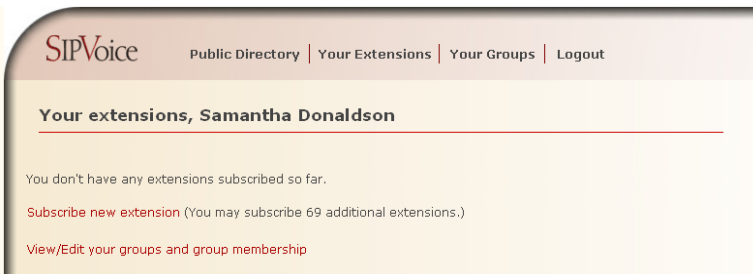 SIPVoice
Public Directory | Your Extensions | Your Groups | Logout
Your extensions, Samantha Donaldson
You don't have any extensions subscribed so far.
Subscribe new extension (You may subscribe 69 additional extensions.)
View/Edit your groups and group membership